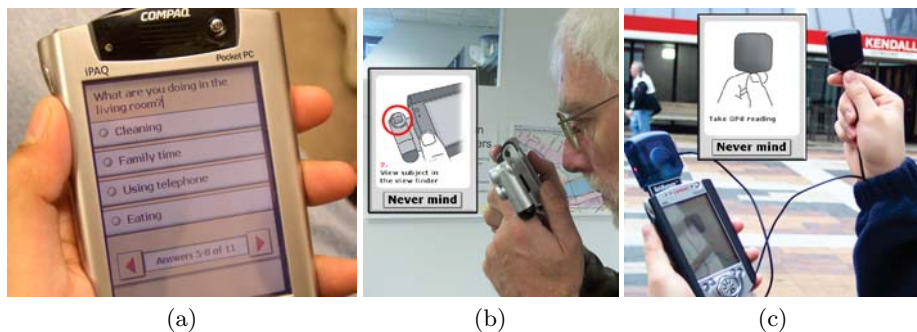 COMPAQ
iPAQ
Pocket PC
What are you doing in the
living room?
Cleaning
Family time
Using telephone
Eating
Answers 5-8 of 11
7.
View subject in
the view finder
Never mind
KENDALL
Take GPS reading
Never mind
(a)
(b)
(c)